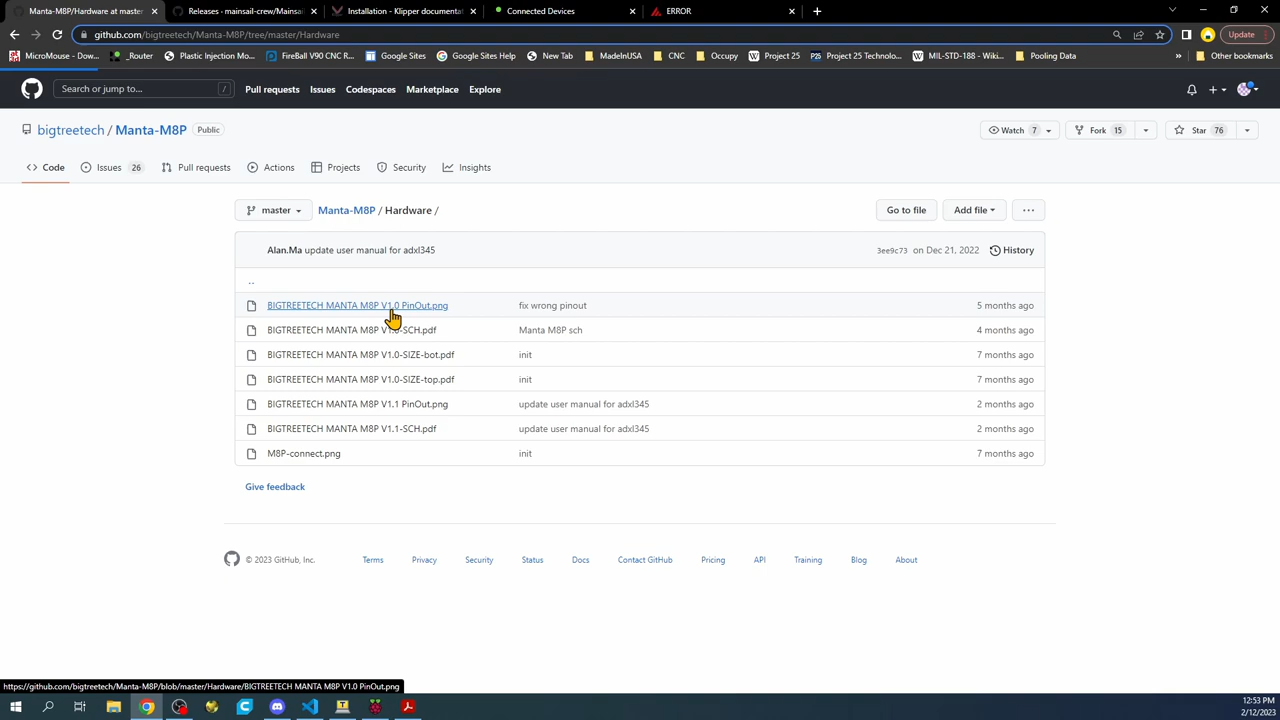 Manta-M8P/Hardware at master
Releases · mainsail-crew/Mainsail
Installation - Klipper documentat
Connected Devices
ERROR
github.com/bigtreetech/Manta-M8P/tree/master/Hardware
Update
MicroMouse - Dow...
_Router
Plastic Injection Mo...
FireBall V90 CNC R...
Google Sites
Google Sites Help
New Tab
MadeInUSA
CNC
Occupy
Project 25
Project 25 Technolo...
MIL-STD-188 - Wiki...
Pooling Data
»
Other bookmarks
Search or jump to...
/
Pull requests
Issues
Codespaces
Marketplace
Explore
bigtreetech / Manta-M8P
Public
Watch 7
Fork 15
Star 76
Code
Issues 26
Pull requests
Actions
Projects
Security
Insights
master
Manta-M8P / Hardware /
Go to file
Add file
Alan.Ma update user manual for adxl345
3ee9c73 on Dec 21, 2022
History
..
BIGTREETECH MANTA M8P V1.0 PinOut.png fix wrong pinout 5 months ago
BIGTREETECH MANTA M8P V1.0-SCH.pdf Manta M8P sch 4 months ago
BIGTREETECH MANTA M8P V1.0-SIZE-bot.pdf init 7 months ago
BIGTREETECH MANTA M8P V1.0-SIZE-top.pdf init 7 months ago
BIGTREETECH MANTA M8P V1.1 PinOut.png update user manual for adxl345 2 months ago
BIGTREETECH MANTA M8P V1.1-SCH.pdf update user manual for adxl345 2 months ago
M8P-connect.png init 7 months ago
Give feedback
© 2023 GitHub, Inc.
Terms
Privacy
Security
Status
Docs
Contact GitHub
Pricing
API
Training
Blog
About
https://github.com/bigtreetech/Manta-M8P/blob/master/Hardware/BIGTREETECH MANTA M8P V1.0 PinOut.png
12:53 PM
2/12/2023